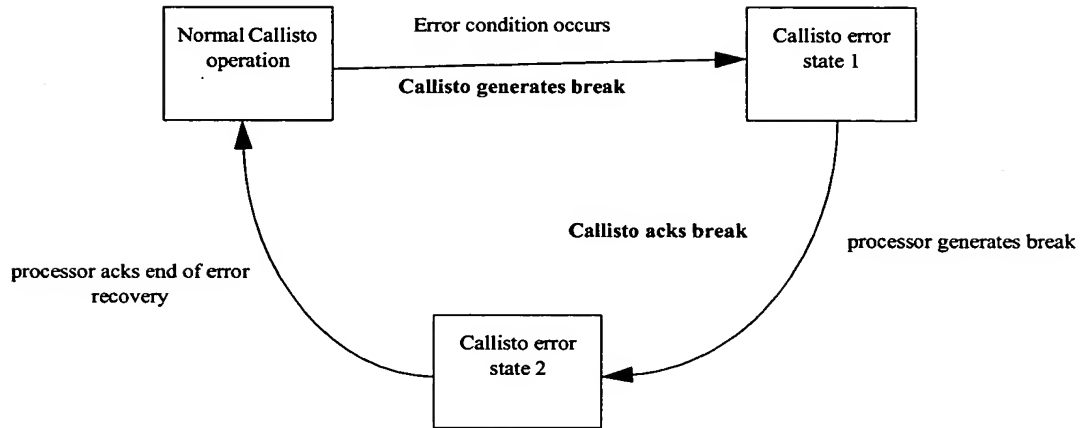 Normal Callisto
operation
Error condition occurs
Callisto generates break
Callisto error
state 1
Callisto acks break
processor generates break
processor acks end of error
recovery
Callisto error
state 2